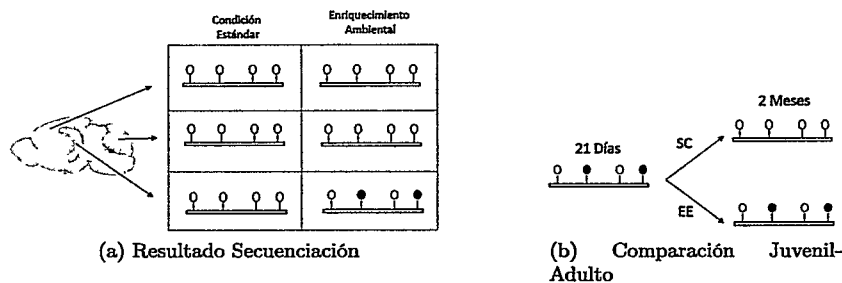 Condición
Estándar
Enriquecimiento
Ambiental
(a) Resultado Secuenciación
21 Días
SC
EE
2 Meses
(b) Comparación Juvenil-
Adulto